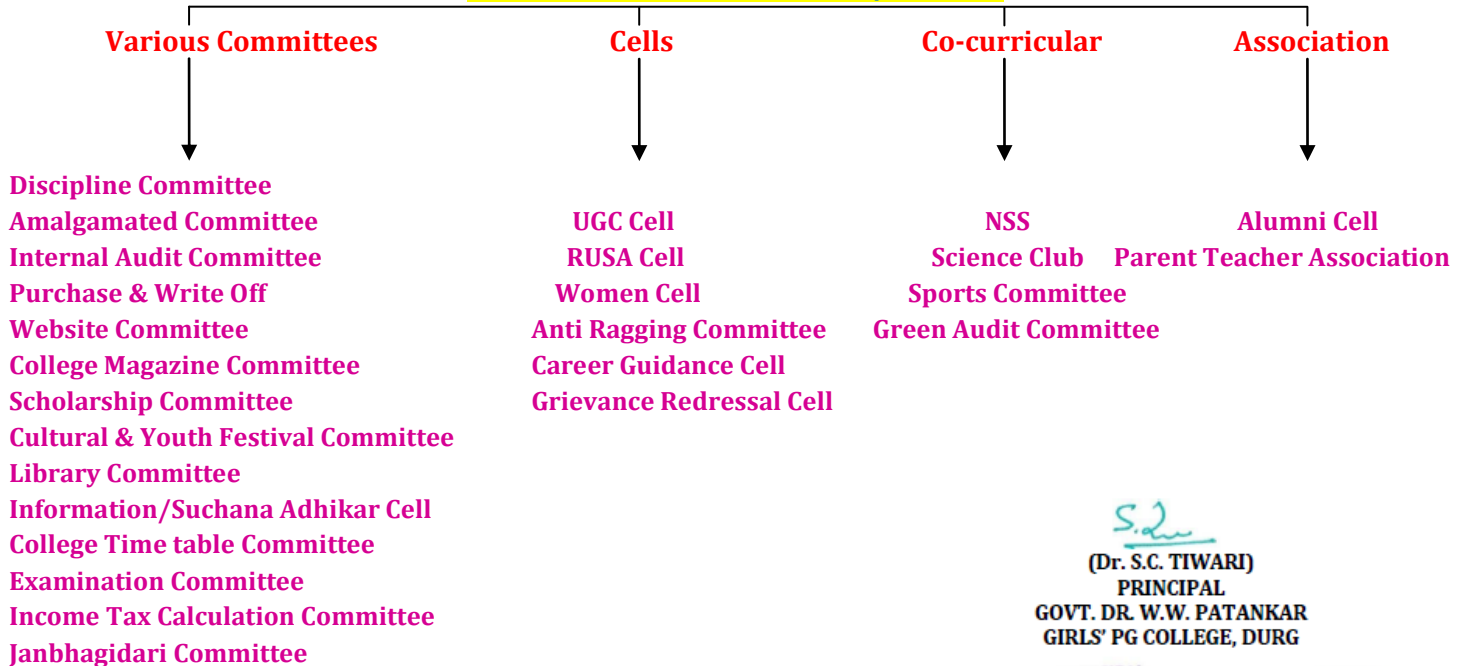 Various Committees
Cells
Co-curricular
Association
Discipline Committee
Amalgamated Committee
Internal Audit Committee
Purchase & Write Off
Website Committee
College Magazine Committee
Scholarship Committee
Cultural & Youth Festival Committee
Library Committee
Information/Suchana Adhikar Cell
College Time table Committee
Examination Committee
Income Tax Calculation Committee
Janbhagidari Committee
UGC Cell
RUSA Cell
Women Cell
Anti Ragging Committee
Career Guidance Cell
Grievance Redressal Cell
NSS
Science Club
Sports Committee
Green Audit Committee
Alumni Cell
Parent Teacher Association
(Dr. S.C. TIWARI)
PRINCIPAL
GOVT. DR. W.W. PATANKAR
GIRLS' PG COLLEGE, DURG